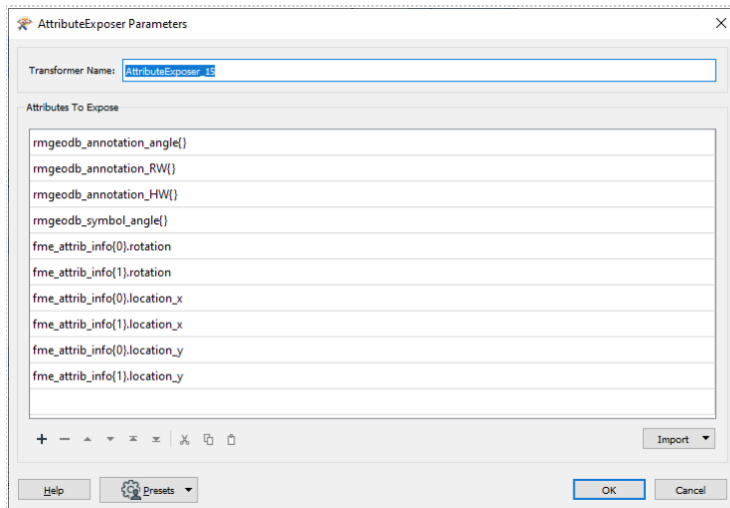 AttributeExposer Parameters
Transformer Name: AttributeExposer_15
Attributes To Expose
rmgeodb_annotation_angle{}
rmgeodb_annotation_RW{}
rmgeodb_annotation_HW{}
rmgeodb_symbol_angle{}
fme_attrib_info{0}.rotation
fme_attrib_info{1}.rotation
fme_attrib_info{0}.location_x
fme_attrib_info{1}.location_x
fme_attrib_info{0}.location_y
fme_attrib_info{1}.location_y
Import
Help Presets OK Cancel